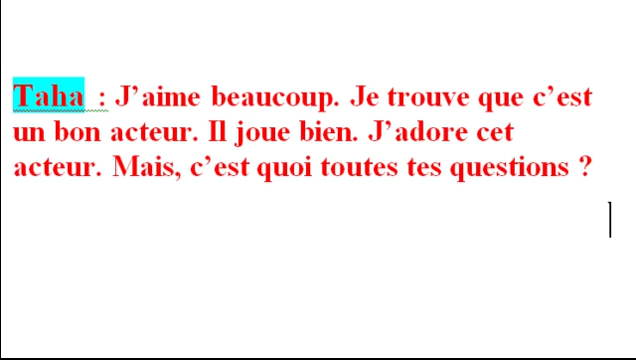 Taha : J’aime beaucoup. Je trouve que c’est
un bon acteur. Il joue bien. J’adore cet
acteur. Mais, c’est quoi toutes tes questions ?